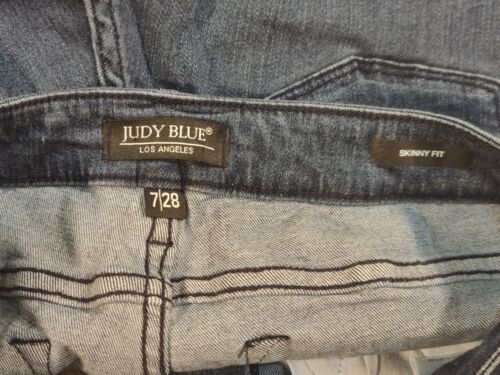 JUDY BLUE®
LOS ANGELES
SKINNY FIT
7|28